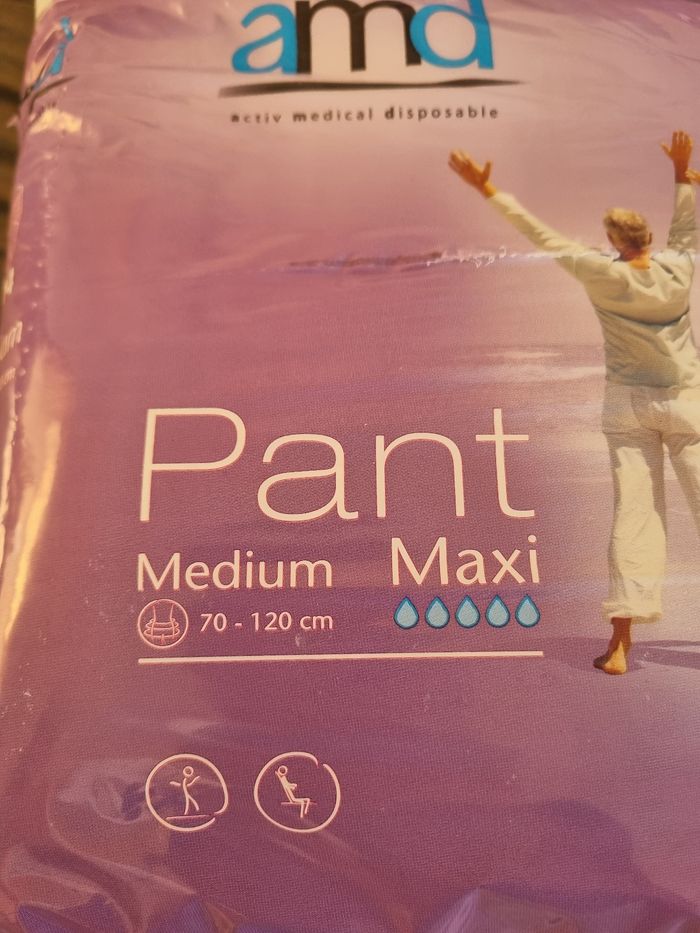 amd
activ medical disposable
Pant
Medium Maxi
70 - 120 cm